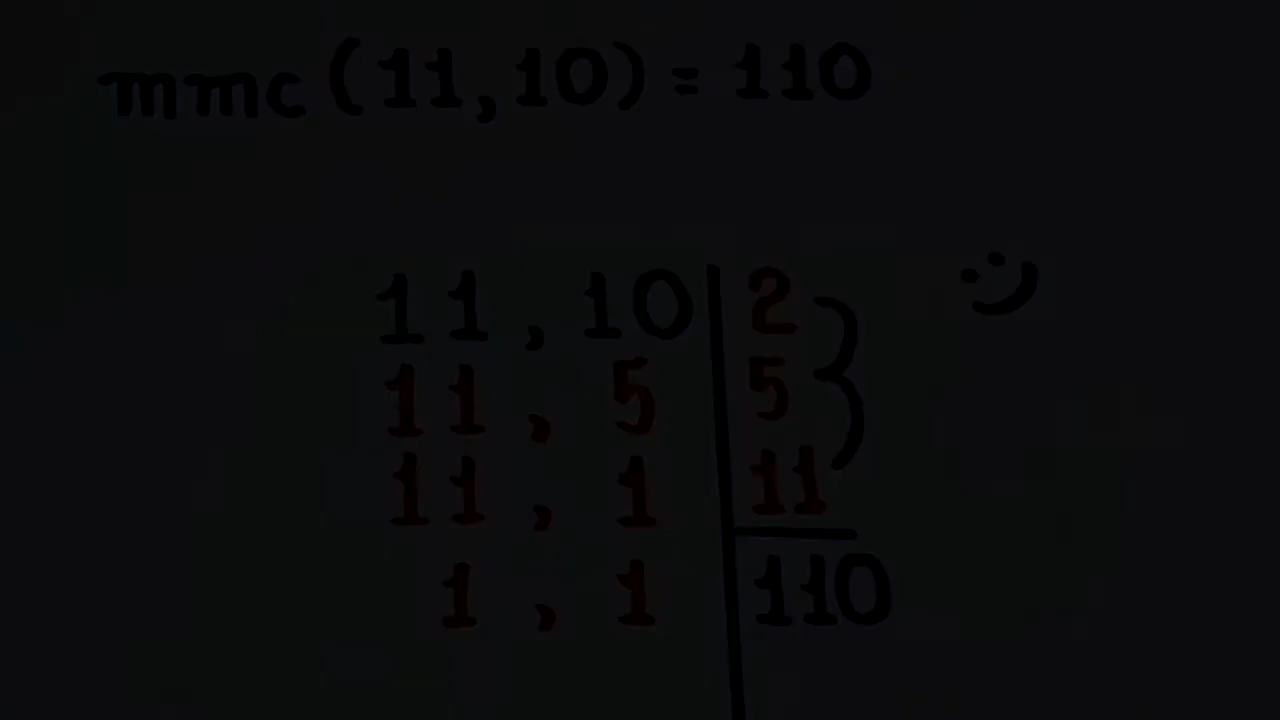 mmc (11,10) = 110
11 , 10 | 2
11 , 5 | 5
11 , 1 | 11
1 , 1 | 110